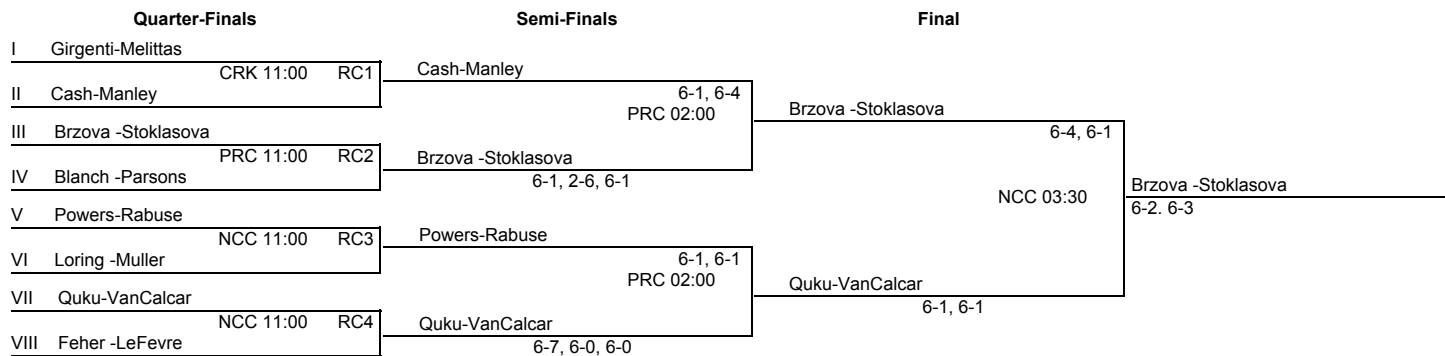 Quarter-Finals Semi-Finals Final
I Girgenti-Melittas
CRK 11:00 RC1 Cash-Manley
II Cash-Manley 6-1, 6-4
PRC 02:00 Brzova -Stoklasova
III Brzova -Stoklasova 6-4, 6-1
PRC 11:00 RC2 Brzova -Stoklasova
IV Blanch -Parsons 6-1, 2-6, 6-1
NCC 03:30 Brzova -Stoklasova
V Powers-Rabuse 6-2. 6-3
NCC 11:00 RC3 Powers-Rabuse
VI Loring -Muller 6-1, 6-1
PRC 02:00 Quku-VanCalcar
VII Quku-VanCalcar 6-1, 6-1
NCC 11:00 RC4 Quku-VanCalcar
VIII Feher -LeFevre 6-7, 6-0, 6-0